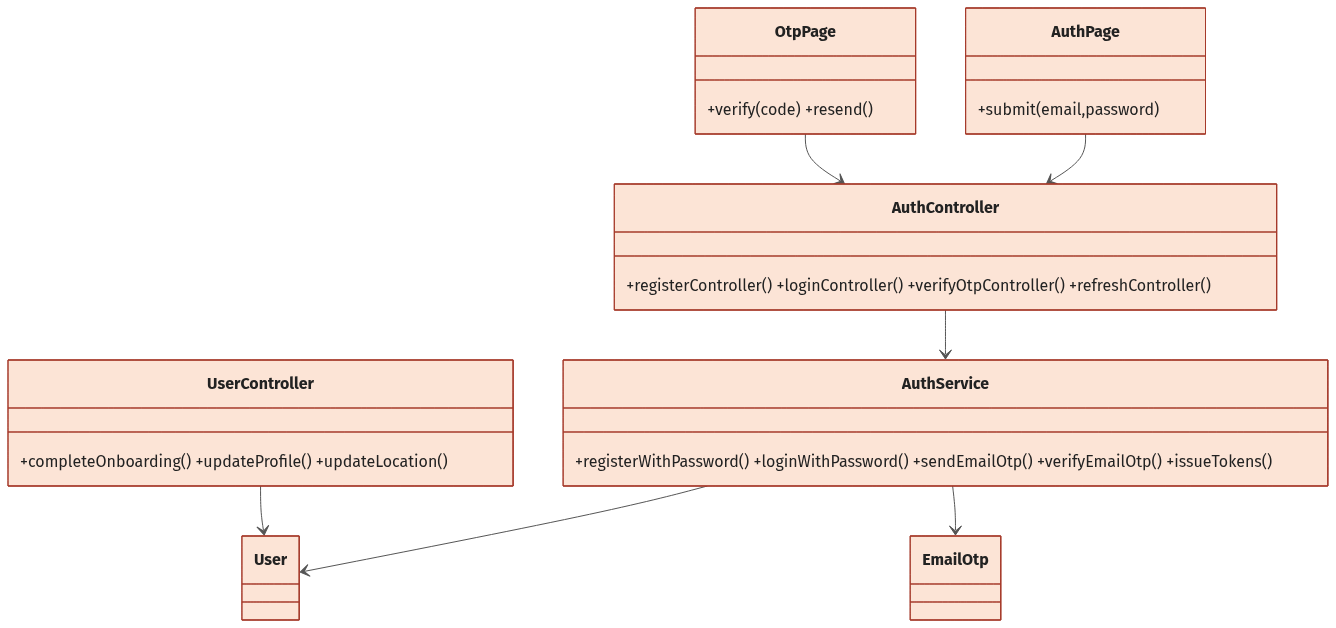 OtpPage
+verify(code) +resend()
AuthPage
+submit(email,password)
AuthController
+registerController() +loginController() +verifyOtpController() +refreshController()
UserController
+completeOnboarding() +updateProfile() +updateLocation()
AuthService
+registerWithPassword() +loginWithPassword() +sendEmailOtp() +verifyEmailOtp() +issueTokens()
User
EmailOtp